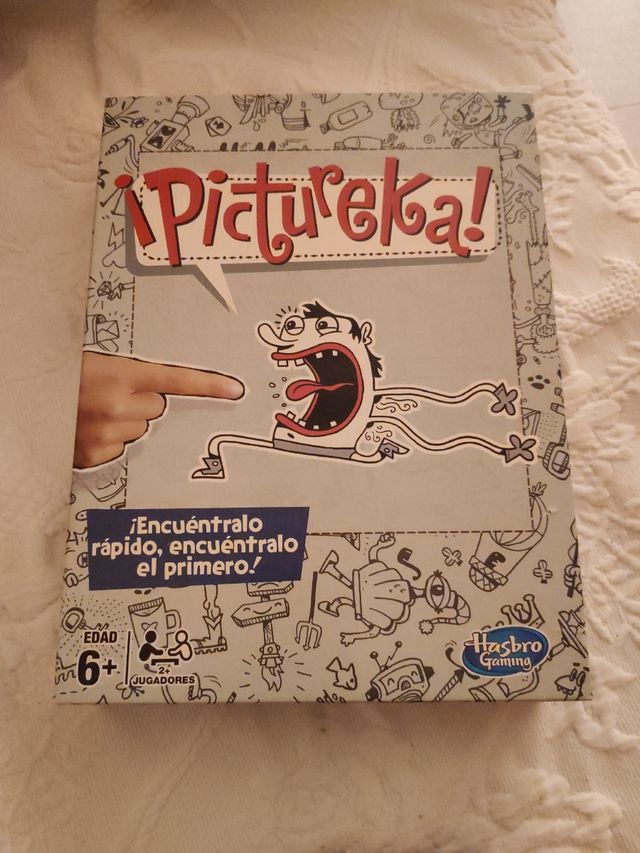 ¡Pictureka!
¡Encuéntralo
rápido, encuéntralo
el primero!
EDAD
6+
2+
JUGADORES
Hasbro
Gaming